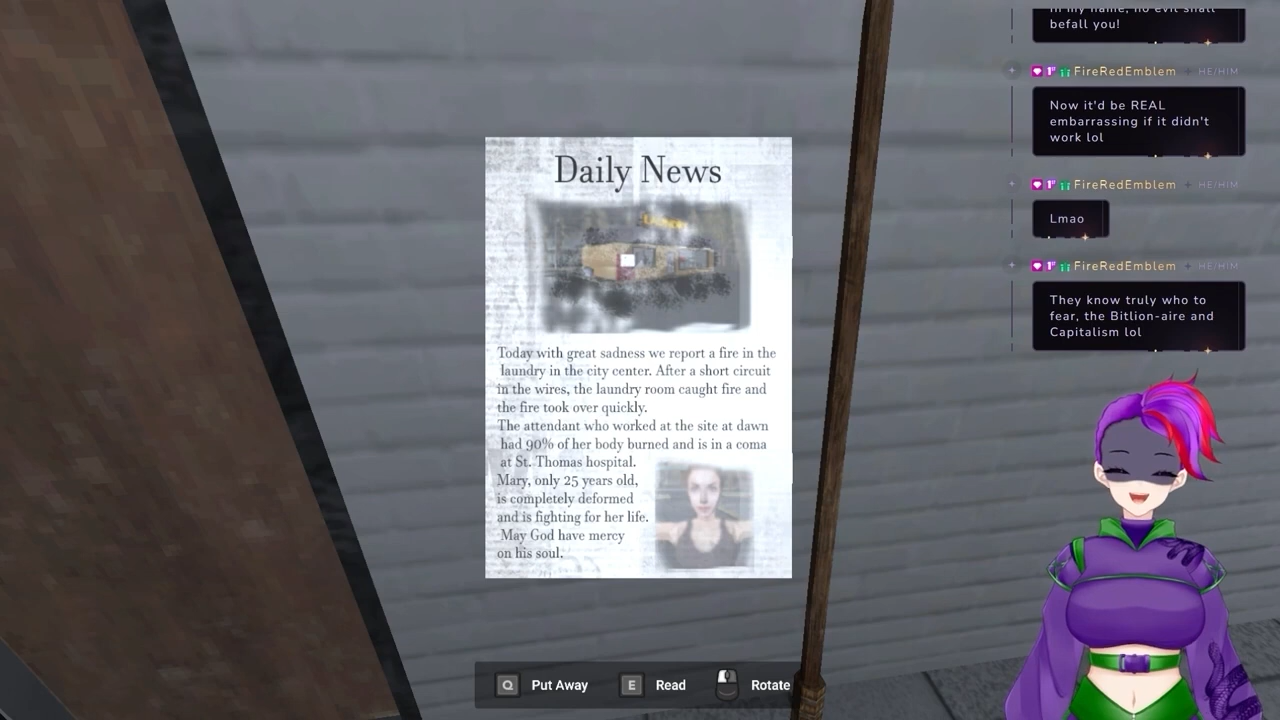 Daily News
Today with great sadness we report a fire in the
laundry in the city center. After a short circuit
in the wires, the laundry room caught fire and
the fire took over quickly.
The attendant who worked at the site at dawn
had 90% of her body burned and is in a coma
at St. Thomas hospital.
Mary, only 25 years old,
is completely deformed
and is fighting for her life.
May God have mercy
on his soul.
Q Put Away E Read Rotate
befall you!
FireRedEmblem HE/HIM
Now it'd be REAL
embarrassing if it didn't
work lol
FireRedEmblem HE/HIM
Lmao
FireRedEmblem HE/HIM
They know truly who to
fear, the Bitlion-aire and
Capitalism lol